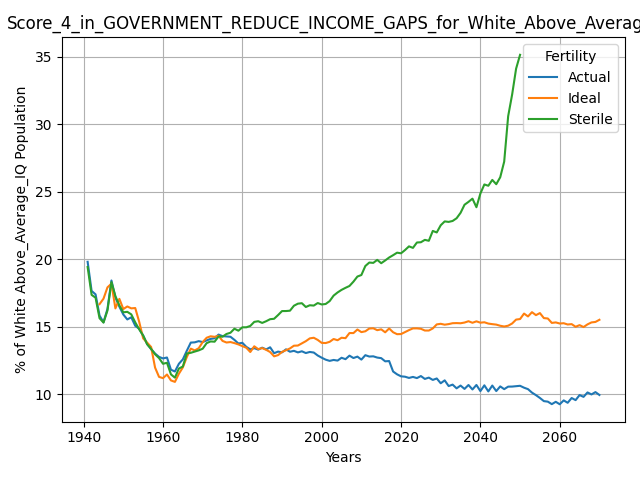 Score_4_in_GOVERNMENT_REDUCE_INCOME_GAPS_for_White_Above_Averag
35
30
25
20
15
10
% of White Above_Average_IQ Population
Fertility
Actual
Ideal
Sterile
1940
1960
1980
2000
2020
2040
2060
Years